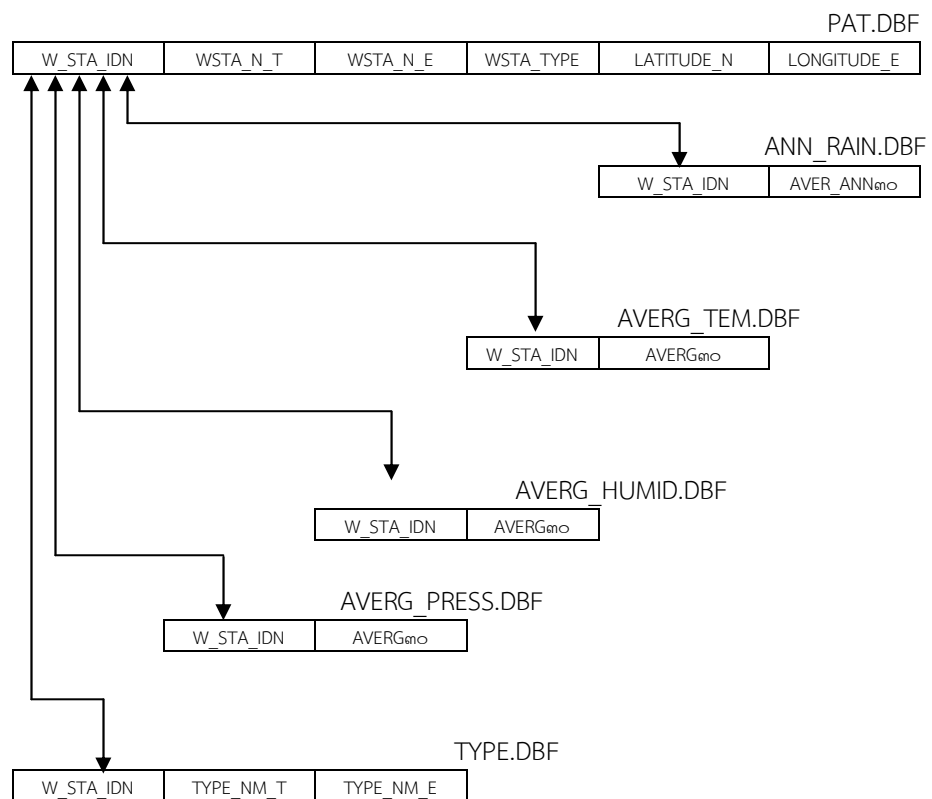 PAT.DBF
W_STA_IDN WSTA_N_T WSTA_N_E WSTA_TYPE LATITUDE_N LONGITUDE_E
ANN_RAIN.DBF
W_STA_IDN AVER_ANN๓๐
AVERG_TEM.DBF
W_STA_IDN AVERG๓๐
AVERG_HUMID.DBF
W_STA_IDN AVERG๓๐
AVERG_PRESS.DBF
W_STA_IDN AVERG๓๐
TYPE.DBF
W_STA_IDN TYPE_NM_T TYPE_NM_E